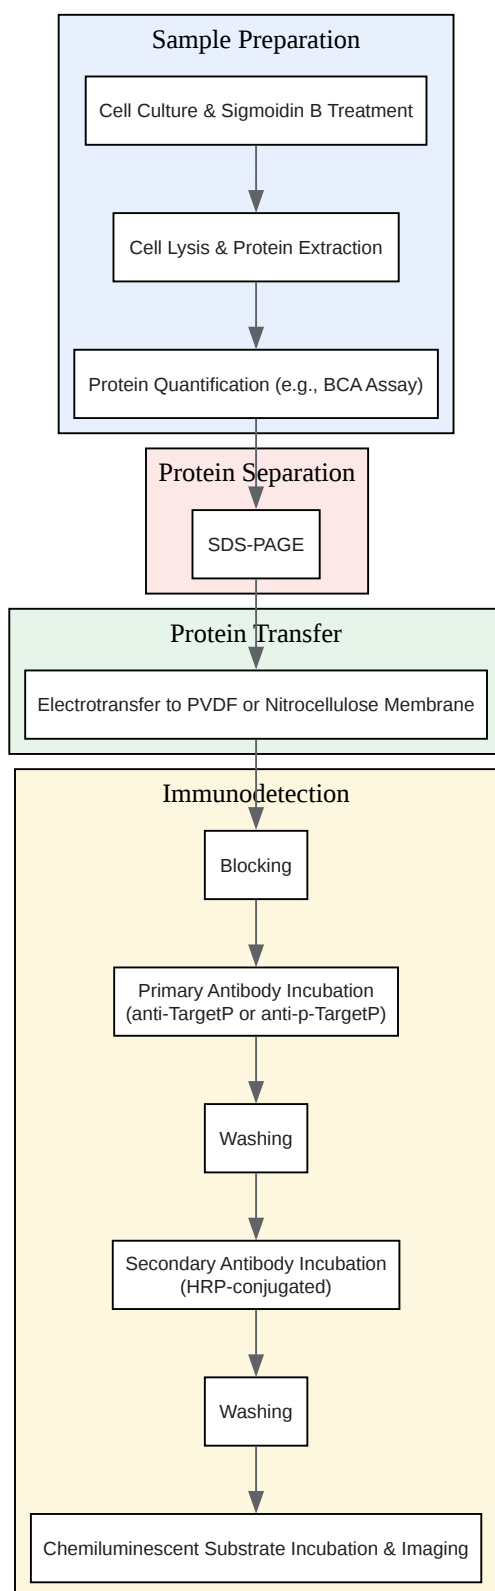 Sample Preparation
Cell Culture & Sigmoidin B Treatment
Cell Lysis & Protein Extraction
Protein Quantification (e.g., BCA Assay)
Protein Separation
SDS-PAGE
Protein Transfer
Electrotransfer to PVDF or Nitrocellulose Membrane
Immunodetection
Blocking
Primary Antibody Incubation
(anti-TargetP or anti-p-TargetP)
Washing
Secondary Antibody Incubation
(HRP-conjugated)
Washing
Chemiluminescent Substrate Incubation & Imaging